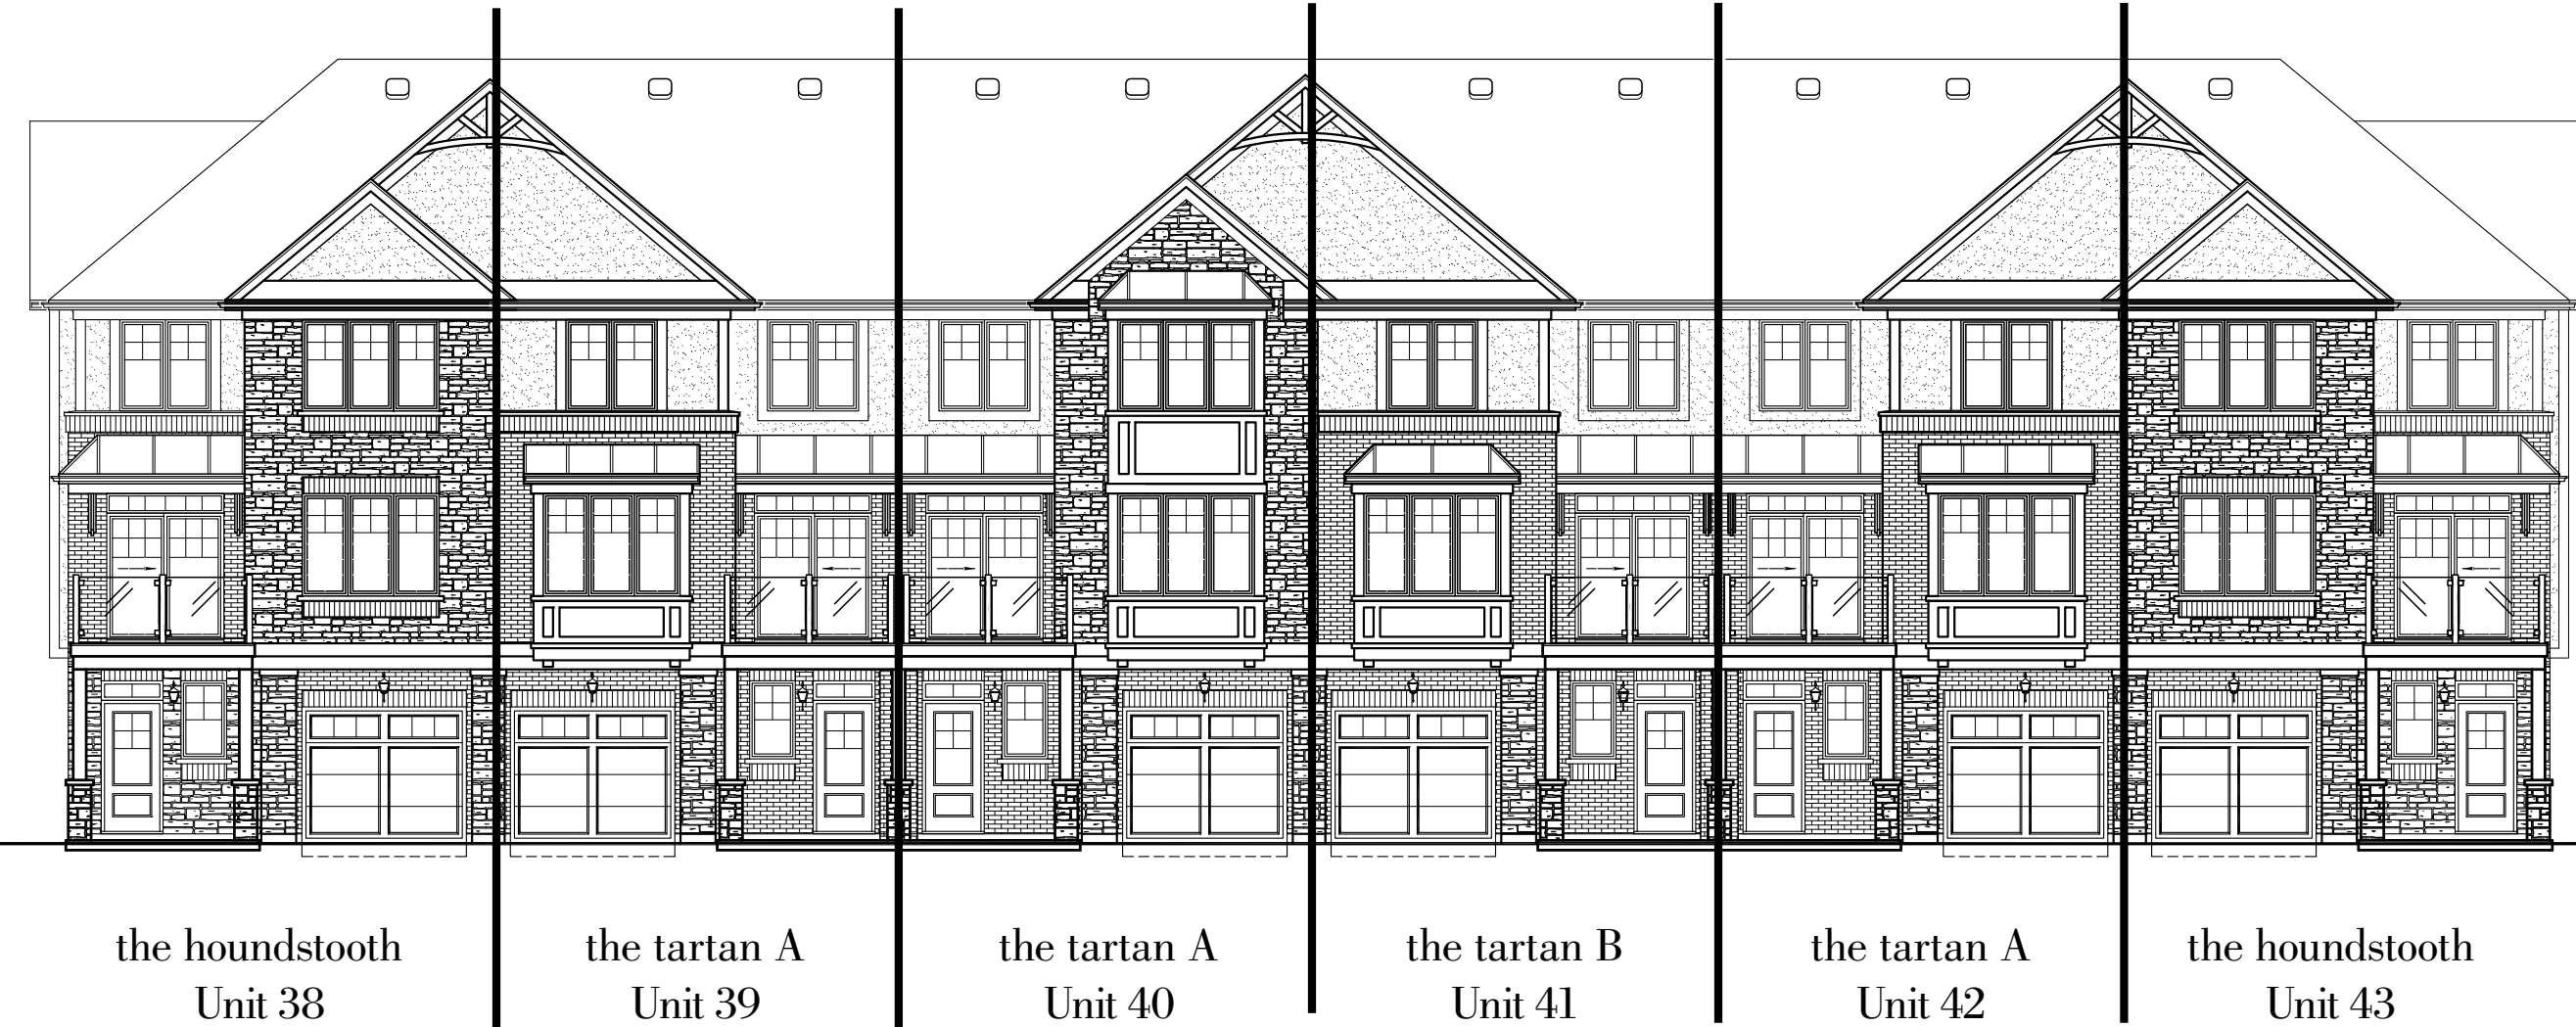 the houndstooth
Unit 38
the tartan A
Unit 39
the tartan A
Unit 40
the tartan B
Unit 41
the tartan A
Unit 42
the houndstooth
Unit 43